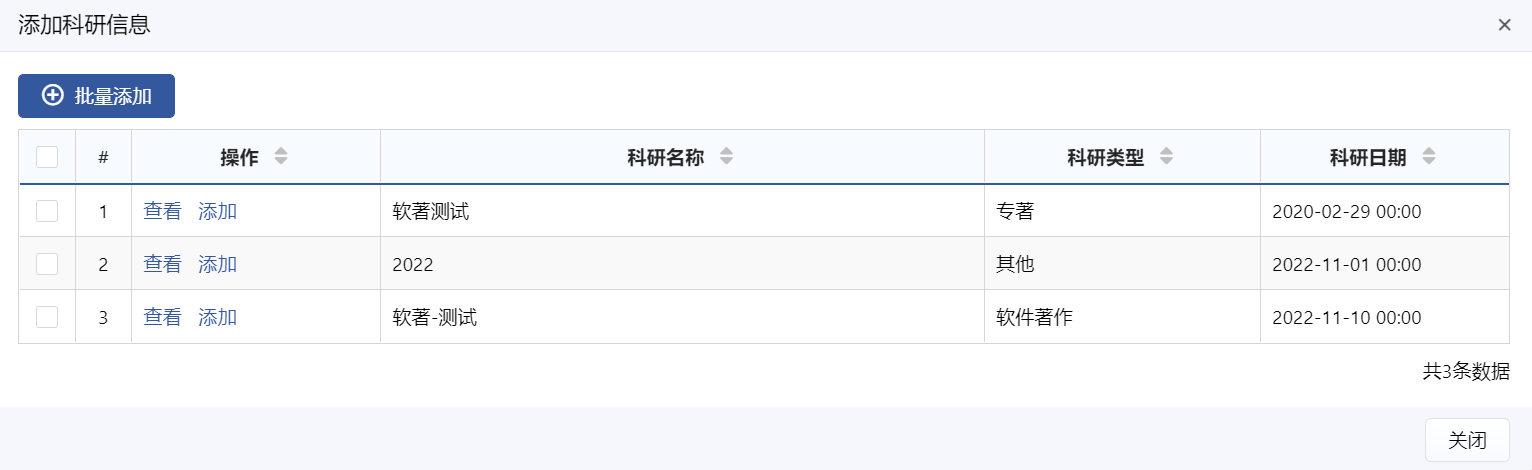 添加科研信息
批量添加
# 操作 科研名称 科研类型 科研日期
1 查看 添加 软著测试 专著 2020-02-29 00:00
2 查看 添加 2022 其他 2022-11-01 00:00
3 查看 添加 软著-测试 软件著作 2022-11-10 00:00
共3条数据
关闭